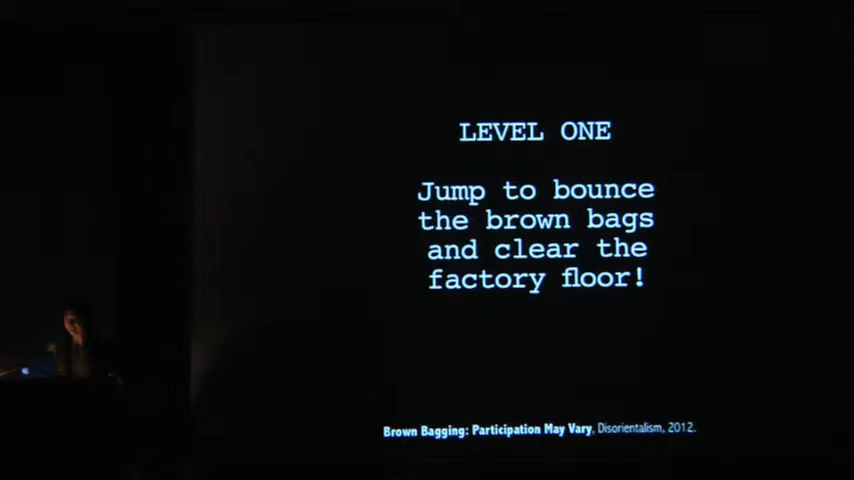 LEVEL ONE
Jump to bounce
the brown bags
and clear the
factory floor!
Brown Bagging: Participation May Vary, Disorientalism, 2012.